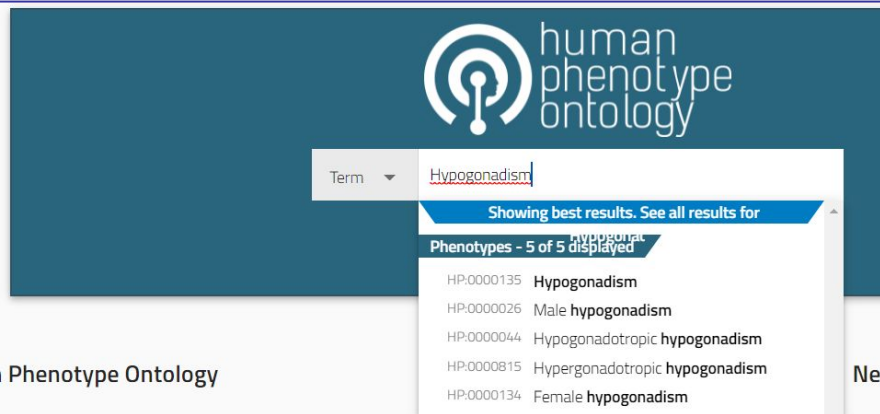 human
phenotype
ontology
Term
Hypogonadism
Showing best results. See all results for
Phenotypes - 5 of 5 displayed
HP:0000135 Hypogonadism
HP:0000026 Male hypogonadism
HP:0000044 Hypogonadotropic hypogonadism
Phenotype Ontology
HP:0000815 Hypergonadotropic hypogonadism
Ne
HP:0000134 Female hypogonadism